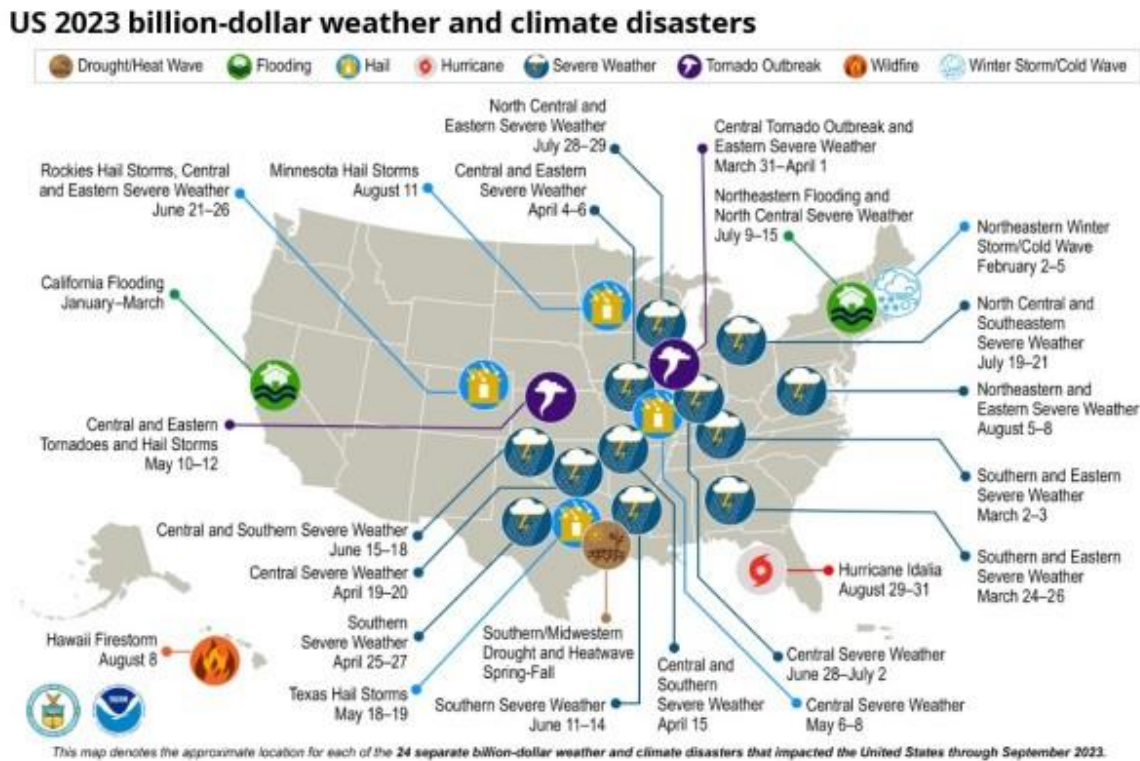 US 2023 billion-dollar weather and climate disasters
Drought/Heat Wave
Flooding
Hail
Hurricane
Severe Weather
Tornado Outbreak
Wildfire
Winter Storm/Cold Wave
North Central and
Eastern Severe Weather
July 28–29
Central Tornado Outbreak and
Eastern Severe Weather
March 31–April 1
Rockies Hail Storms, Central
and Eastern Severe Weather
June 21–26
Minnesota Hail Storms
August 11
Central and Eastern
Severe Weather
April 4–6
Northeastern Flooding and
North Central Severe Weather
July 9–15
Northeastern Winter
Storm/Cold Wave
February 2–5
California Flooding
January–March
North Central and
Southeastern
Severe Weather
July 19–21
Northeastern and
Eastern Severe Weather
August 5–8
Central and Eastern
Tornadoes and Hail Storms
May 10–12
Southern and Eastern
Severe Weather
March 2–3
Central and Southern Severe Weather
June 15–18
Central Severe Weather
April 19–20
Southern and Eastern
Severe Weather
March 24–26
Hurricane Idalia
August 29–31
Southern
Severe Weather
April 25–27
Hawaii Firestorm
August 8
Southern/Midwestern
Drought and Heatwave
Spring-Fall
Central and
Southern
Severe Weather
April 15
Central Severe Weather
June 28–July 2
Texas Hail Storms
May 18–19
Southern Severe Weather
June 11–14
Central Severe Weather
May 6–8
This map denotes the approximate location for each of the 24 separate billion-dollar weather and climate disasters that impacted the United States through September 2023.